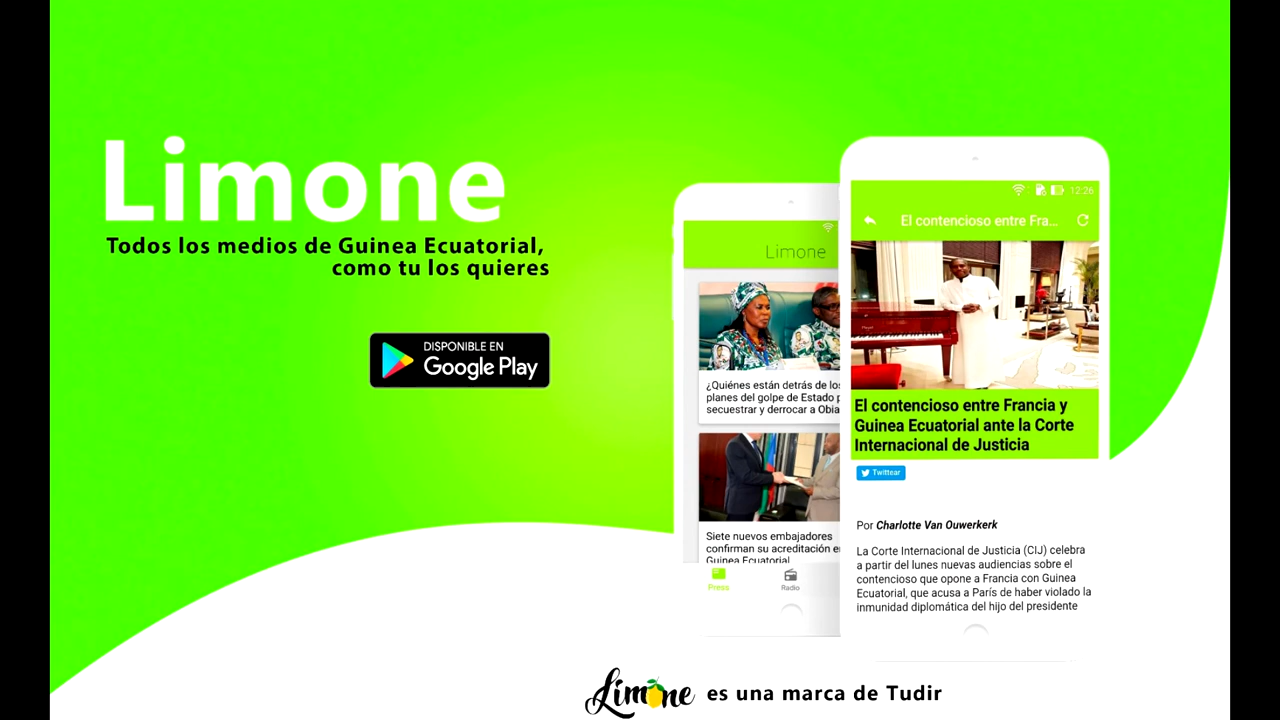 Limone
Todos los medios de Guinea Ecuatorial,
como tu los quieres
DISPONIBLE EN
Google Play
Limone
¿Quiénes están detrás de los
planes del golpe de Estado p
secuestrar y derrocar a Obia
Siete nuevos embajadores
confirman su acreditación e
Guinea Ecuatorial
Press
Radio
12:26
El contencioso entre Fra...
El contencioso entre Francia y
Guinea Ecuatorial ante la Corte
Internacional de Justicia
Twittear
Por Charlotte Van Ouwerkerk
La Corte Internacional de Justicia (CIJ) celebra
a partir del lunes nuevas audiencias sobre el
contencioso que opone a Francia con Guinea
Ecuatorial, que acusa a París de haber violado la
inmunidad diplomática del hijo del presidente
Limone es una marca de Tudir